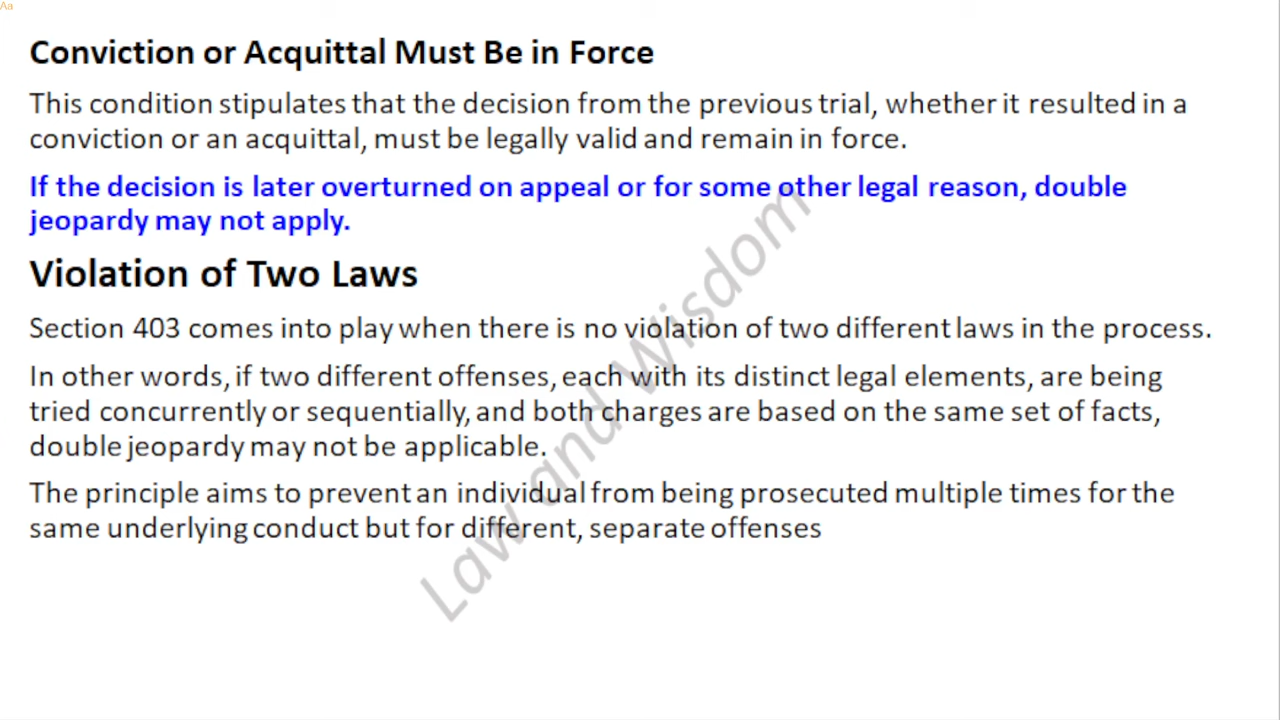 Aa
Conviction or Acquittal Must Be in Force
This condition stipulates that the decision from the previous trial, whether it resulted in a
conviction or an acquittal, must be legally valid and remain in force.
If the decision is later overturned on appeal or for some other legal reason, double
jeopardy may not apply.
Violation of Two Laws
Section 403 comes into play when there is no violation of two different laws in the process.
In other words, if two different offenses, each with its distinct legal elements, are being
tried concurrently or sequentially, and both charges are based on the same set of facts,
double jeopardy may not be applicable.
The principle aims to prevent an individual from being prosecuted multiple times for the
same underlying conduct but for different, separate offenses
Law and Wisdom